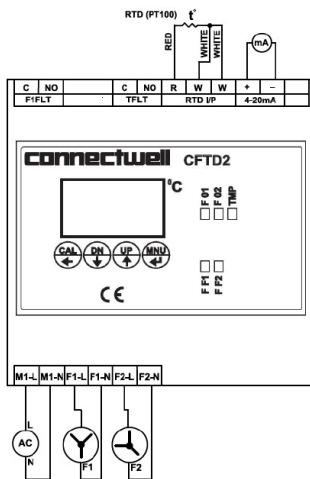 RTD (PT100) t°
RED
WHITE
WHITE
mA
C NO C NO R W W + –
F1FLT TFLT RTD I/P 4-20mA
connectwell CFTD2
°C
F 01
F 02
TMP
CAL DN UP MNU
F F1
F F2
CE
M1-L M1-N F1-L F1-N F2-L F2-N
L
AC
N
F1
F2